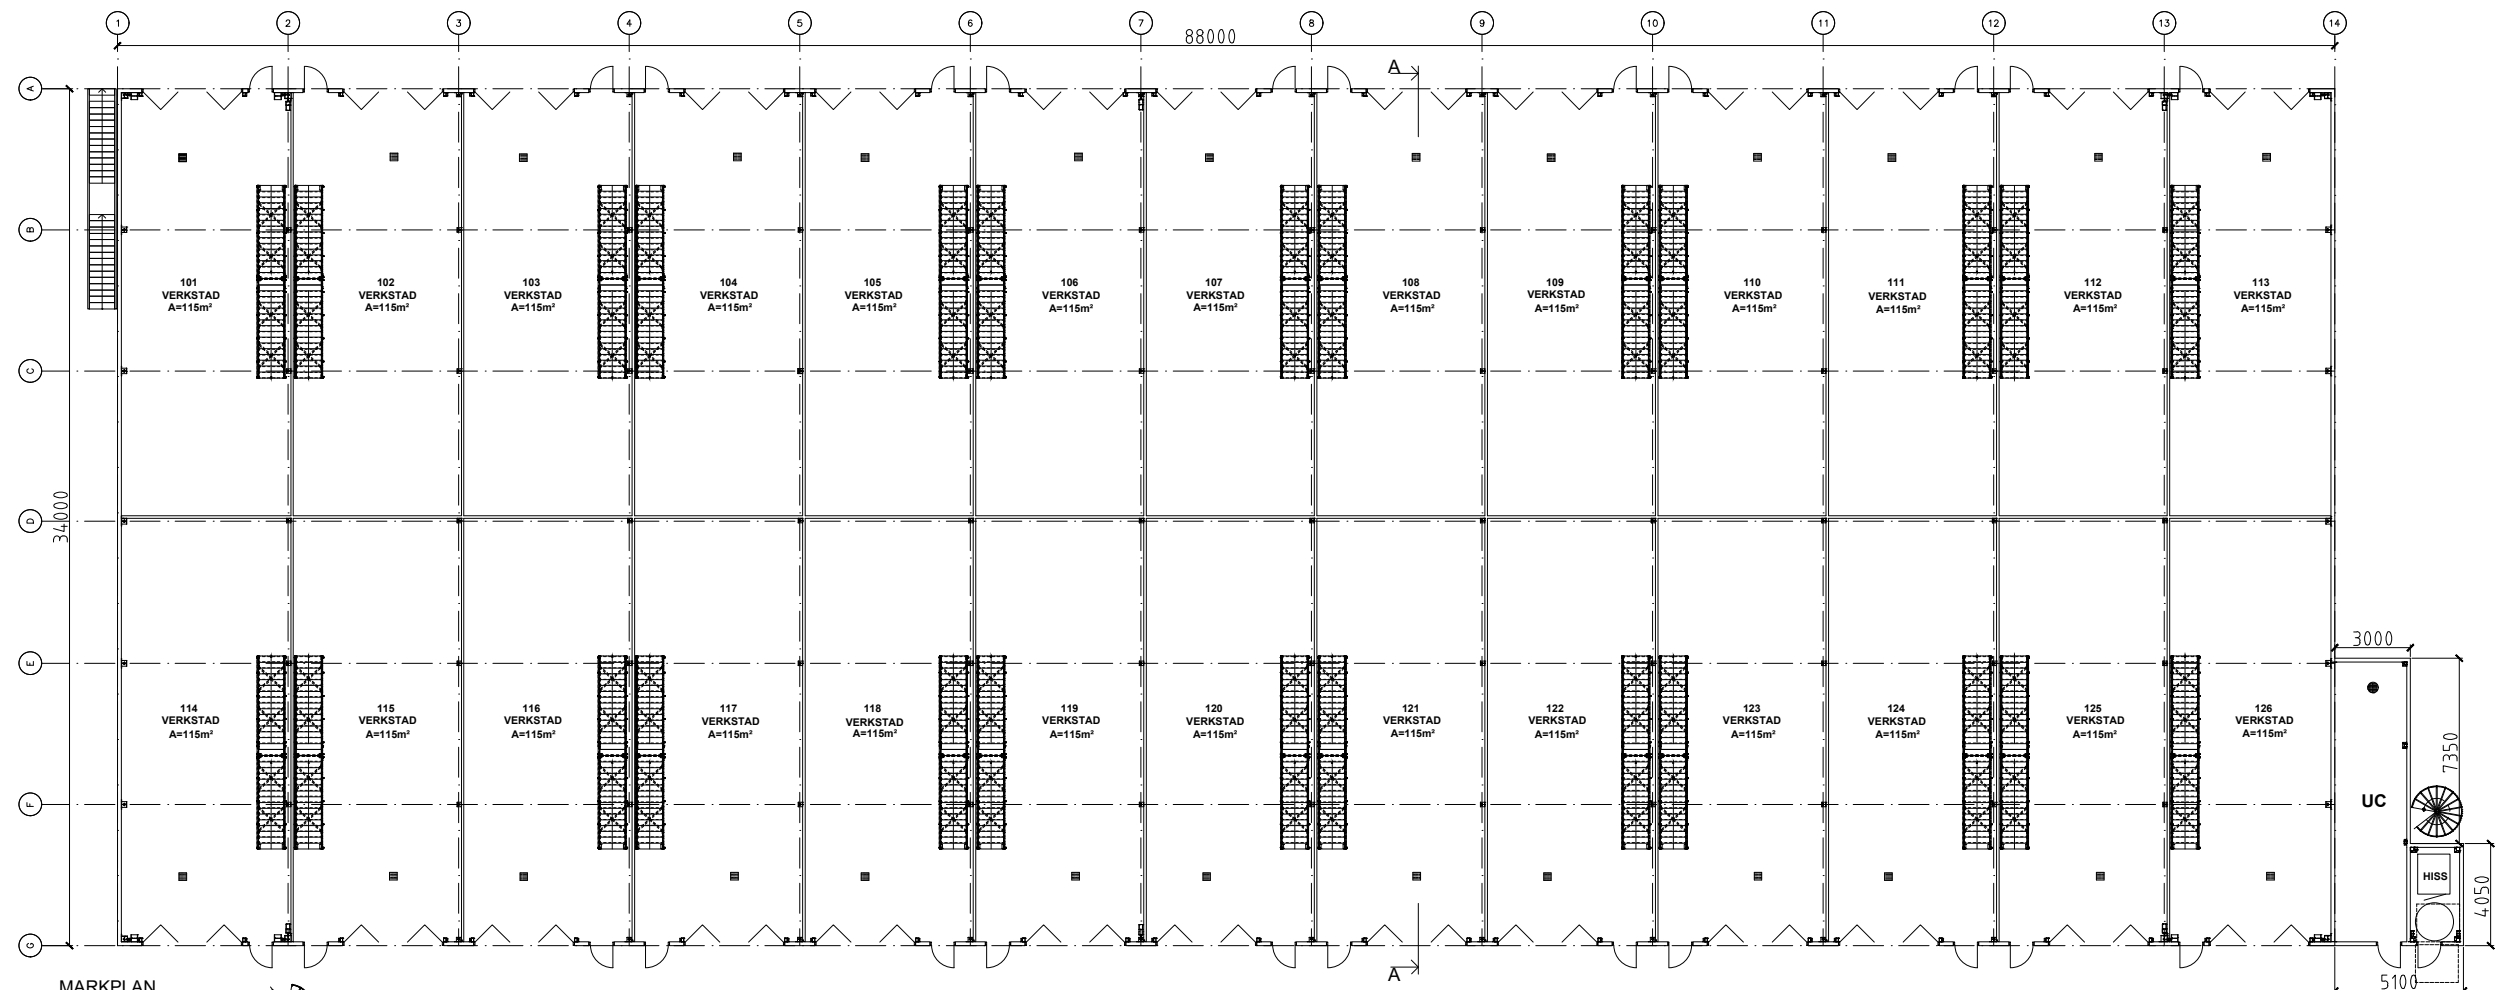 1 2 3 4 5 6 7 8 9 10 11 12 13 14
88000
A
A
B
101
VERKSTAD
A=115m²
102
VERKSTAD
A=115m²
103
VERKSTAD
A=115m²
104
VERKSTAD
A=115m²
105
VERKSTAD
A=115m²
106
VERKSTAD
A=115m²
107
VERKSTAD
A=115m²
108
VERKSTAD
A=115m²
109
VERKSTAD
A=115m²
110
VERKSTAD
A=115m²
111
VERKSTAD
A=115m²
112
VERKSTAD
A=115m²
113
VERKSTAD
A=115m²
C
D
34000
E
3000
114
VERKSTAD
A=115m²
115
VERKSTAD
A=115m²
116
VERKSTAD
A=115m²
117
VERKSTAD
A=115m²
118
VERKSTAD
A=115m²
119
VERKSTAD
A=115m²
120
VERKSTAD
A=115m²
121
VERKSTAD
A=115m²
122
VERKSTAD
A=115m²
123
VERKSTAD
A=115m²
124
VERKSTAD
A=115m²
125
VERKSTAD
A=115m²
126
VERKSTAD
A=115m²
7350
F
UC
HISS
4050
G
A
5100
MARKPLAN